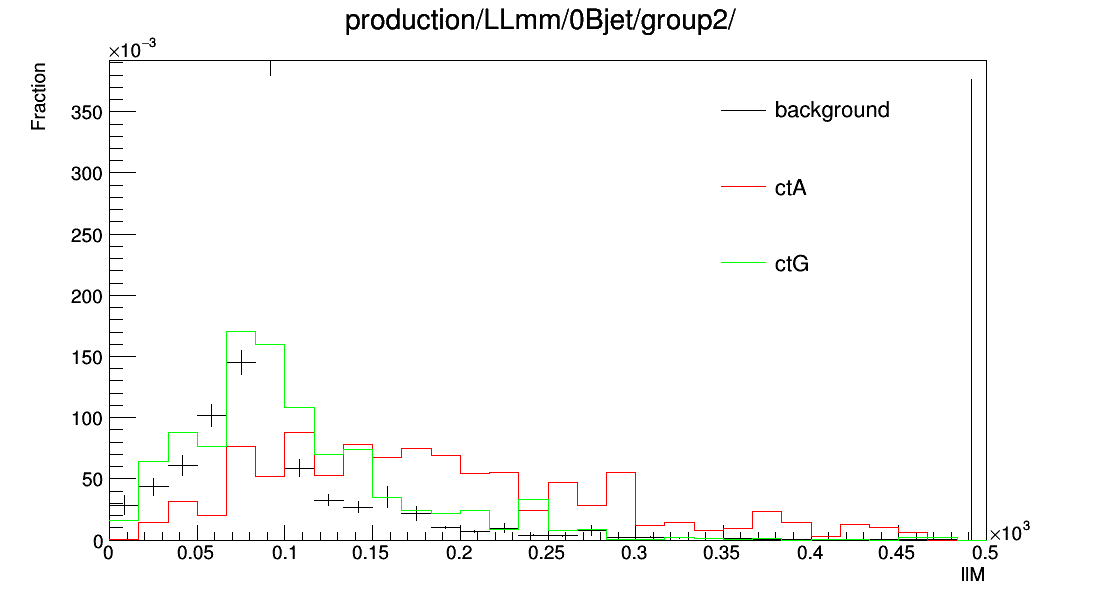 production/LLmm/0Bjet/group2/
×10⁻³
Fraction
350
300
250
200
150
100
50
0
background
ctA
ctG
0 0.05 0.1 0.15 0.2 0.25 0.3 0.35 0.4 0.45 0.5
×10³
llM